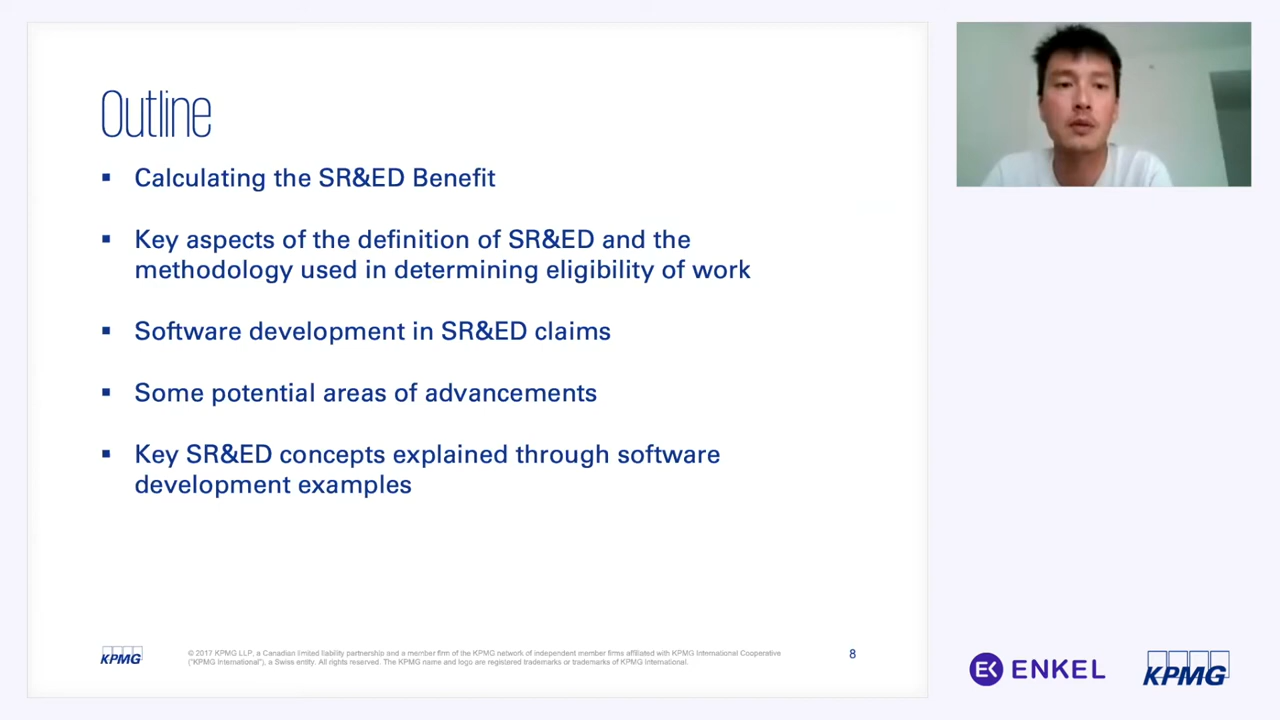 Outline
▪ Calculating the SR&ED Benefit
▪ Key aspects of the definition of SR&ED and the
methodology used in determining eligibility of work
▪ Software development in SR&ED claims
▪ Some potential areas of advancements
▪ Key SR&ED concepts explained through software
development examples
KPMG
© 2017 KPMG LLP, a Canadian limited liability partnership and a member firm of the KPMG network of independent member firms affiliated with KPMG International Cooperative
("KPMG International"), a Swiss entity. All rights reserved. The KPMG name and logo are registered trademarks or trademarks of KPMG International.
8
EK ENKEL
KPMG